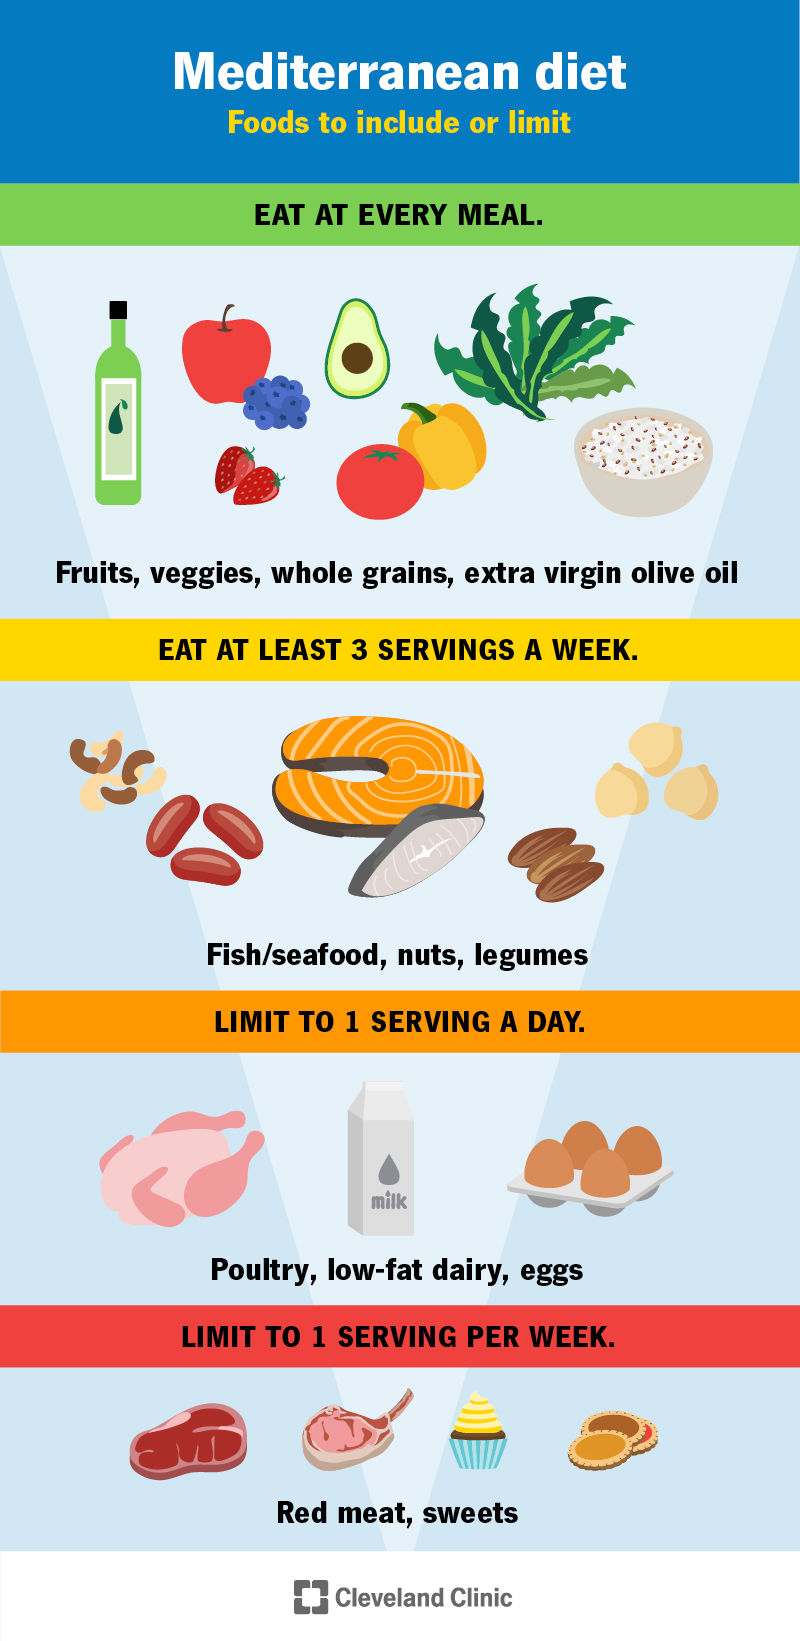 Mediterranean diet
Foods to include or limit
EAT AT EVERY MEAL.
Fruits, veggies, whole grains, extra virgin olive oil
EAT AT LEAST 3 SERVINGS A WEEK.
Fish/seafood, nuts, legumes
LIMIT TO 1 SERVING A DAY.
milk
Poultry, low-fat dairy, eggs
LIMIT TO 1 SERVING PER WEEK.
Red meat, sweets
Cleveland Clinic